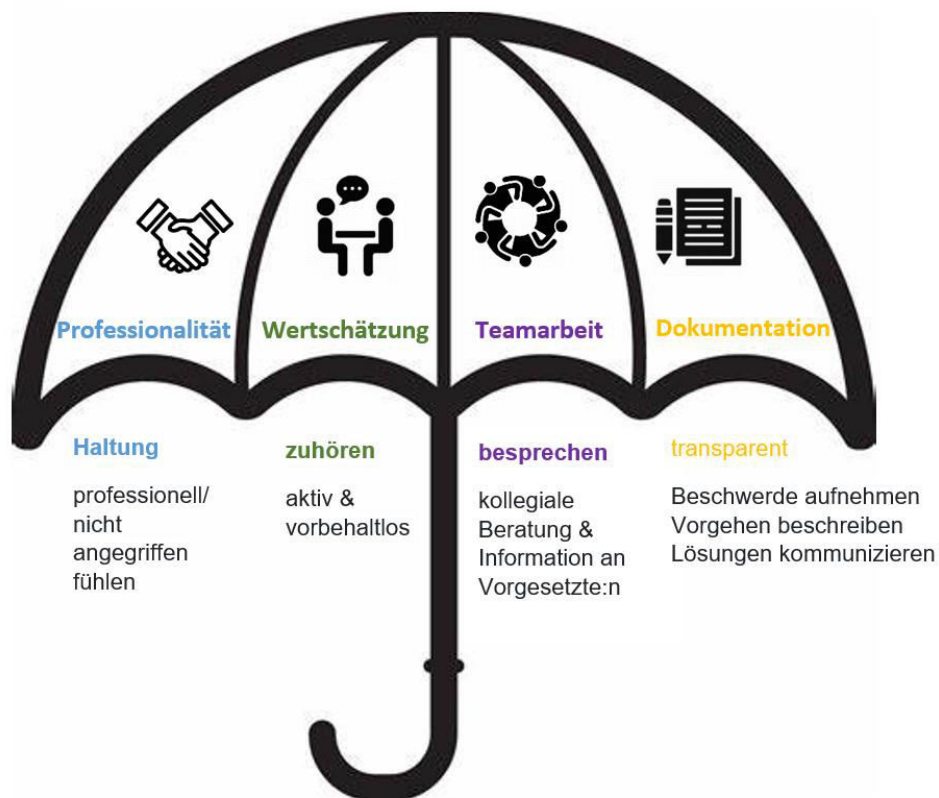 Professionalität
Wertschätzung
Teamarbeit
Dokumentation
Haltung
professionell/
nicht
angegriffen
fühlen
zuhören
aktiv &
vorbehaltlos
besprechen
kollegiale
Beratung &
Information an
Vorgesetzte:n
transparent
Beschwerde aufnehmen
Vorgehen beschreiben
Lösungen kommunizieren